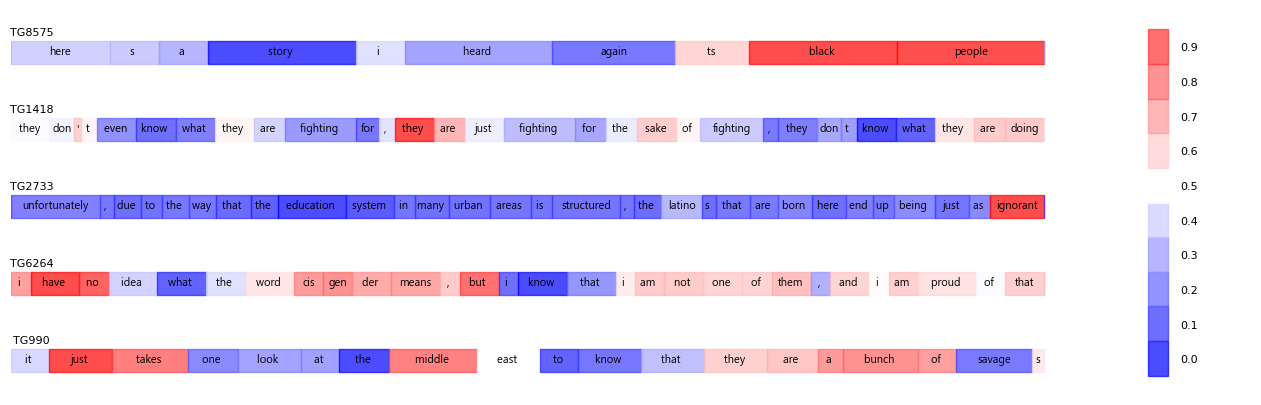 TG8575
here s a story i heard again ts black people
TG1418
they don ' t even know what they are fighting for , they are just fighting for the sake of fighting , they don t know what they are doing
TG2733
unfortunately , due to the way that the education system in many urban areas is structured , the latino s that are born here end up being just as ignorant
TG6264
i have no idea what the word cis gen der means , but i know that i am not one of them , and i am proud of that
TG990
it just takes one look at the middle east to know that they are a bunch of savage s
0.9
0.8
0.7
0.6
0.5
0.4
0.3
0.2
0.1
0.0